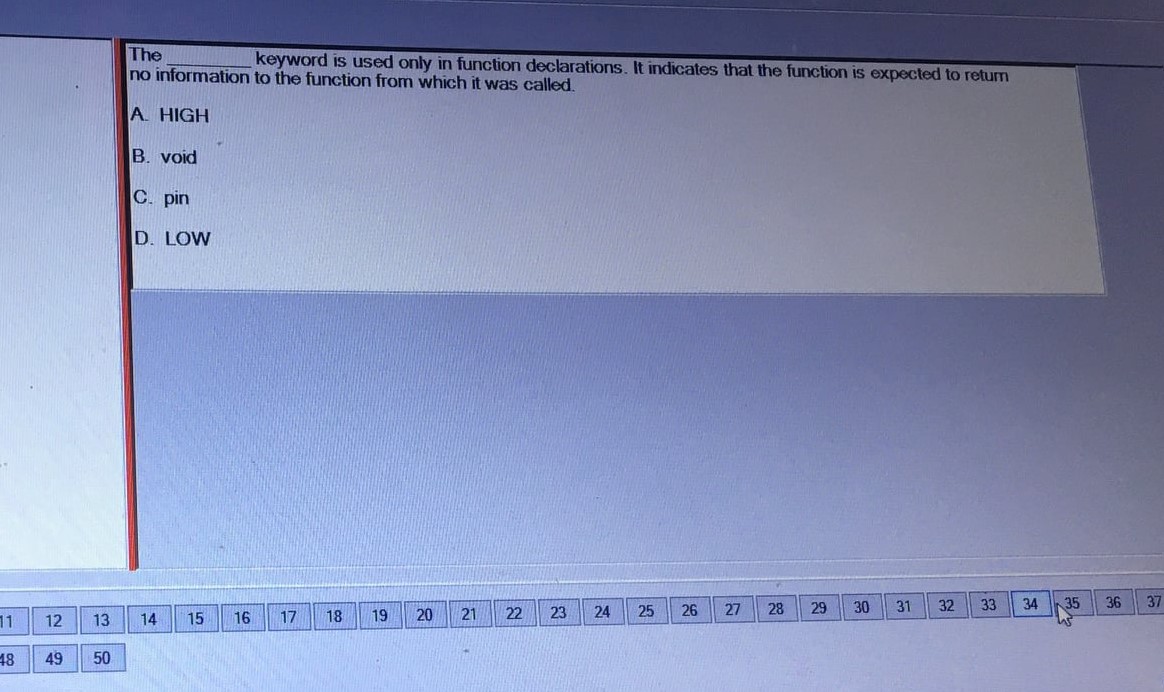 The ________ keyword is used only in function declarations. It indicates that the function is expected to return
no information to the function from which it was called.
A. HIGH
B. void
C. pin
D. LOW
11 12 13 14 15 16 17 18 19 20 21 22 23 24 25 26 27 28 29 30 31 32 33 34 35 36 37
48 49 50